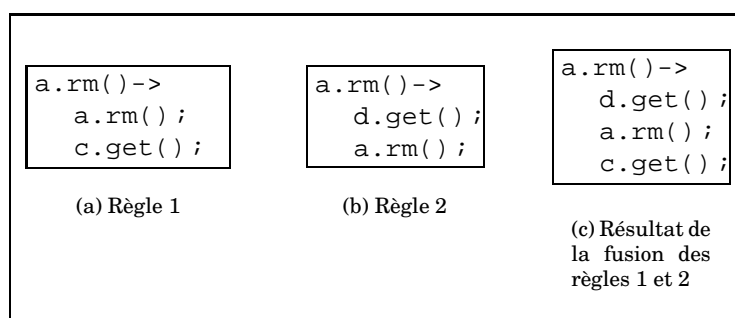 a.rm()->
a.rm();
c.get();
(a) Règle 1
a.rm()->
d.get();
a.rm();
(b) Règle 2
a.rm()->
d.get();
a.rm();
c.get();
(c) Résultat de
la fusion des
règles 1 et 2